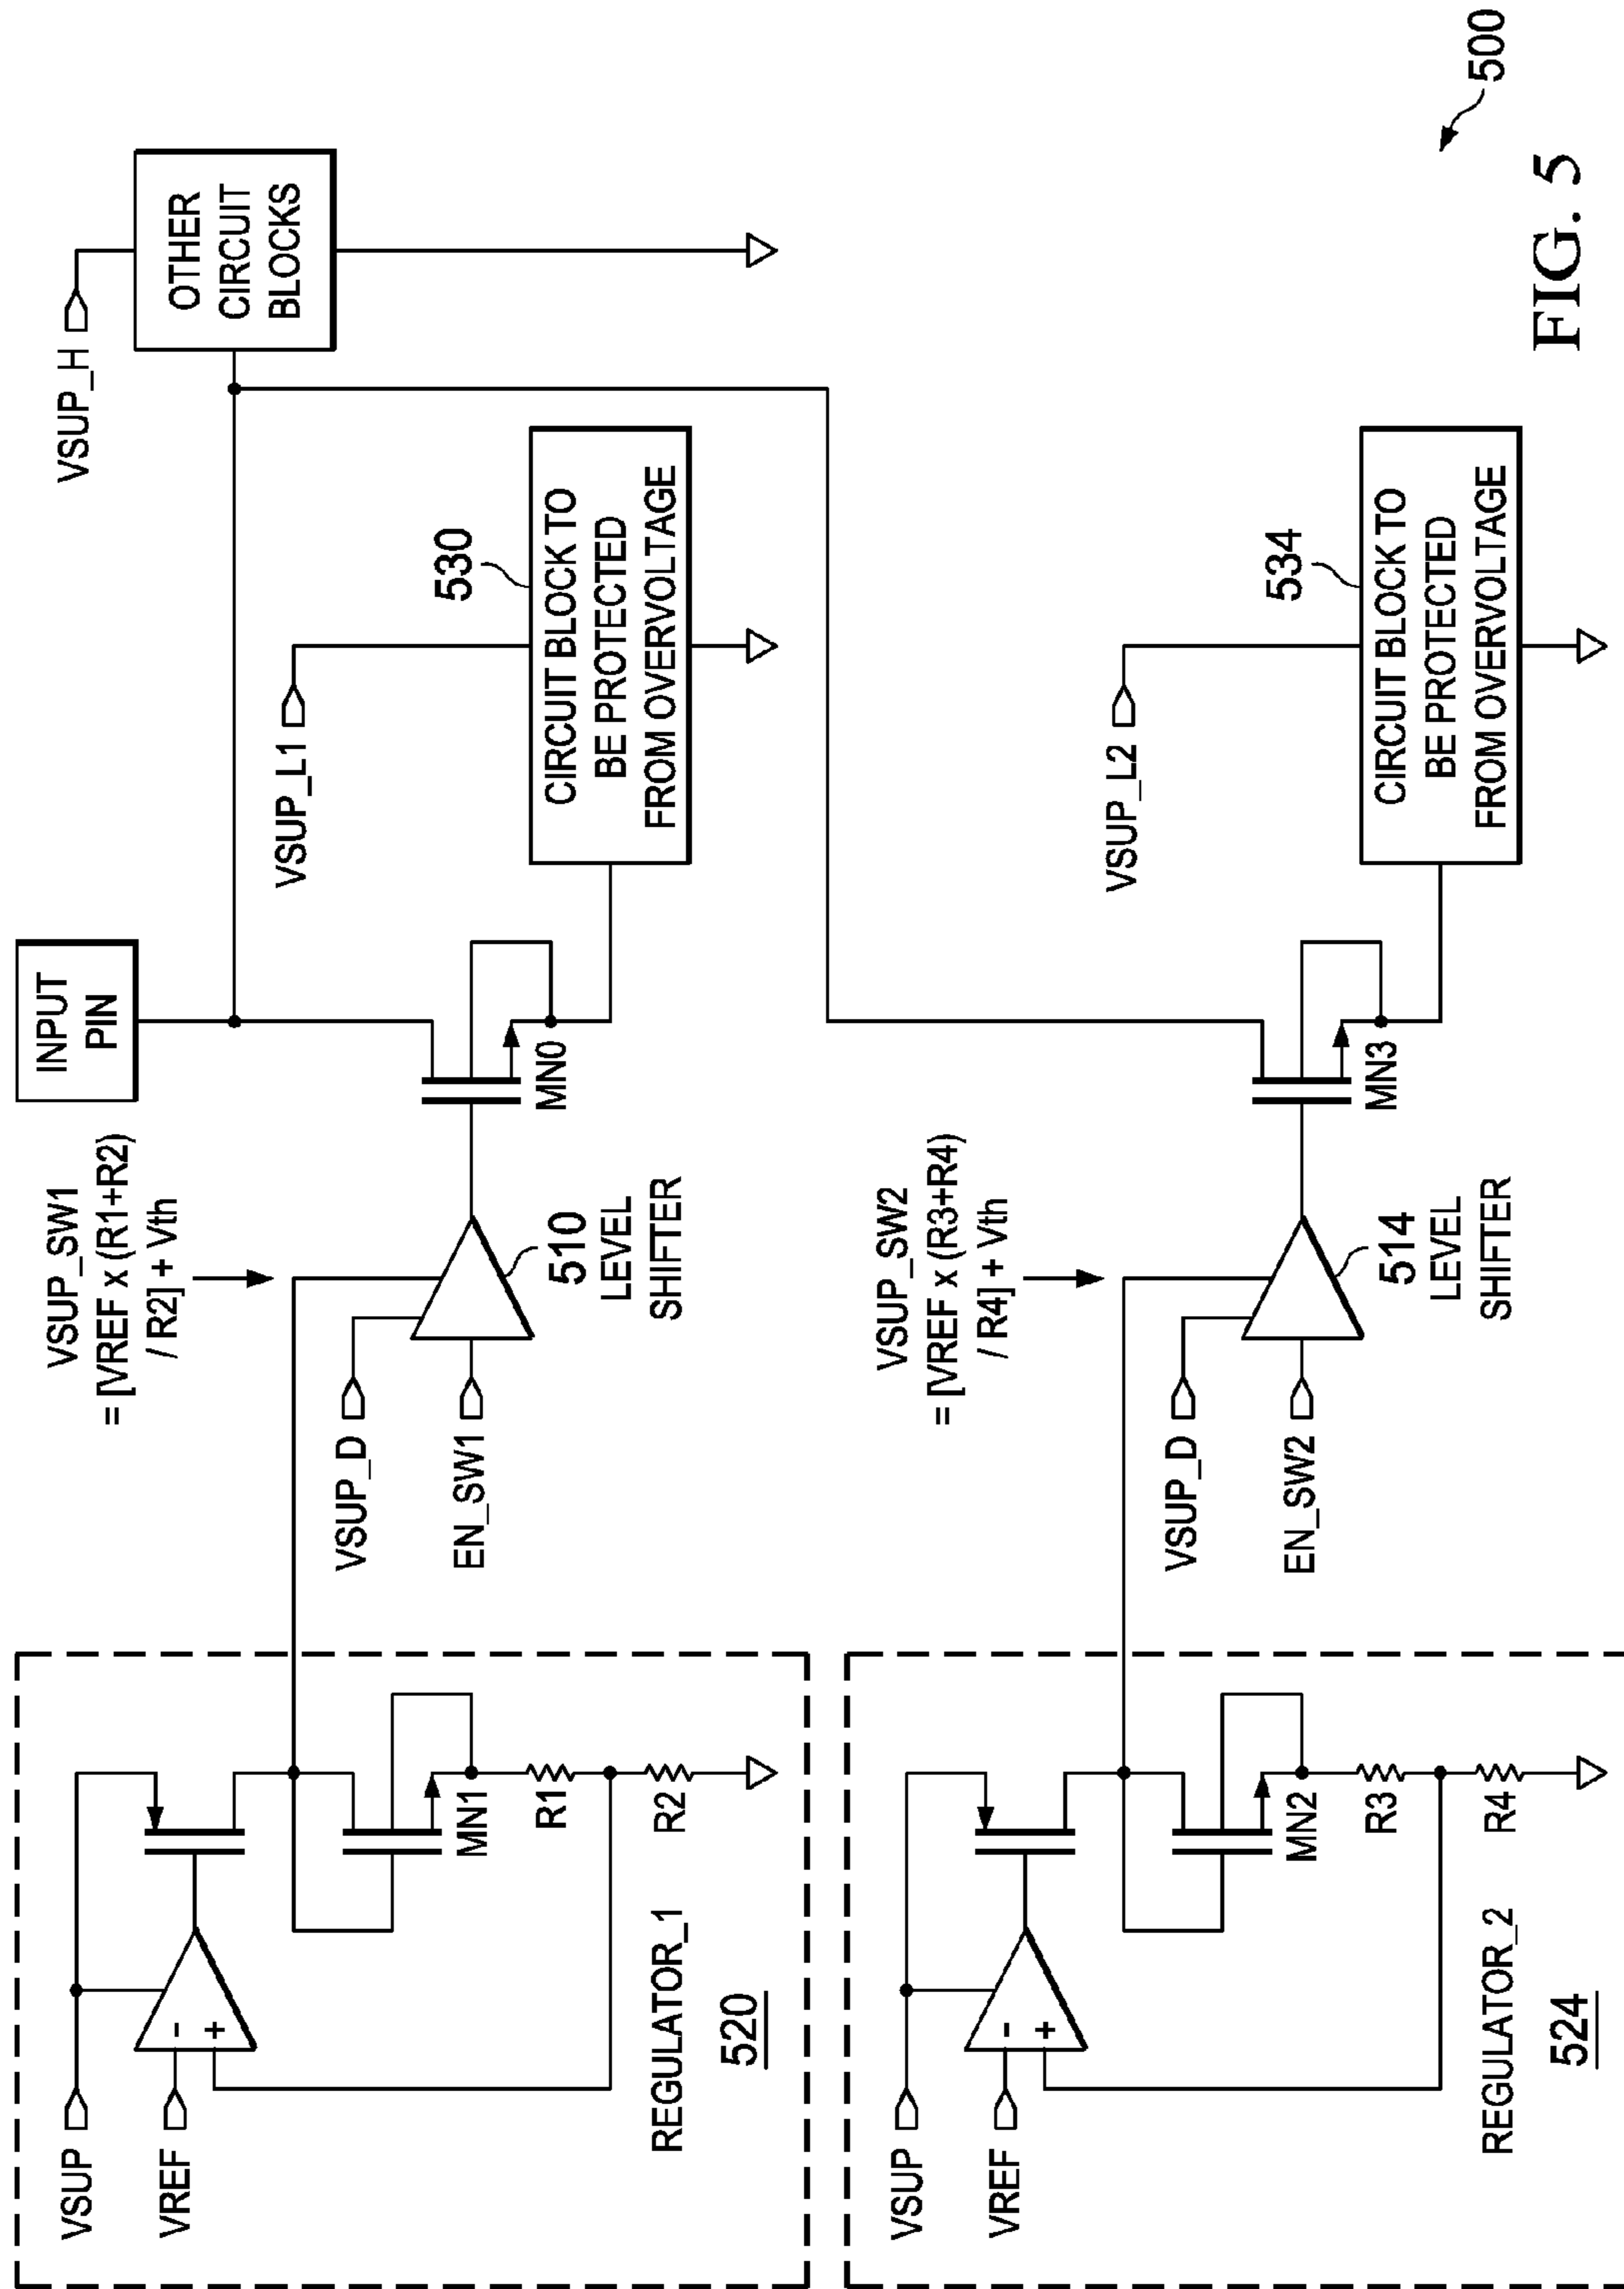 INPUT
PIN
VSUP_H
OTHER
CIRCUIT
BLOCKS
VSUP_SW1
= [VREF x (R1+R2)
/ R2] + Vth
VSUP
VREF
-
+
MN1
R1
R2
REGULATOR_1
520
VSUP_D
EN_SW1
510
LEVEL
SHIFTER
MN0
VSUP_L1
530
CIRCUIT BLOCK TO
BE PROTECTED
FROM OVERVOLTAGE
VSUP_SW2
= [VREF x (R3+R4)
/ R4] + Vth
VSUP
VREF
-
+
MN2
R3
R4
REGULATOR_2
524
VSUP_D
EN_SW2
514
LEVEL
SHIFTER
MN3
VSUP_L2
534
CIRCUIT BLOCK TO
BE PROTECTED
FROM OVERVOLTAGE
500
FIG. 5